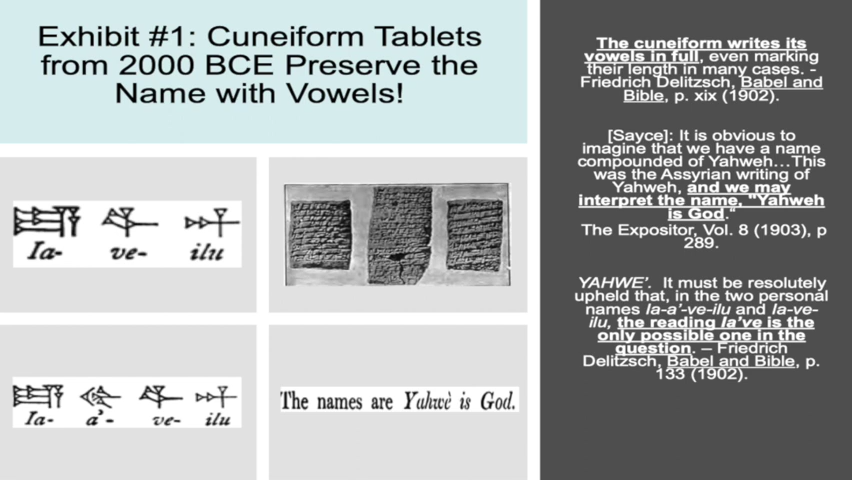 Exhibit #1: Cuneiform Tablets
from 2000 BCE Preserve the
Name with Vowels!
Ia- ve- ilu
Ia- a’- ve- ilu
The names are Yahwè is God.
The cuneiform writes its
vowels in full, even marking
their length in many cases. -
Friedrich Delitzsch, Babel and
Bible, p. xix (1902).
[Sayce]: It is obvious to
imagine that we have a name
compounded of Yahweh…This
was the Assyrian writing of
Yahweh, and we may
interpret the name, "Yahweh
is God."
The Expositor, Vol. 8 (1903), p
289.
YAHWE’. It must be resolutely
upheld that, in the two personal
names Ia-a’-ve-ilu and Ia-ve-
ilu, the reading Ia’ve is the
only possible one in the
question. – Friedrich
Delitzsch, Babel and Bible, p.
133 (1902).